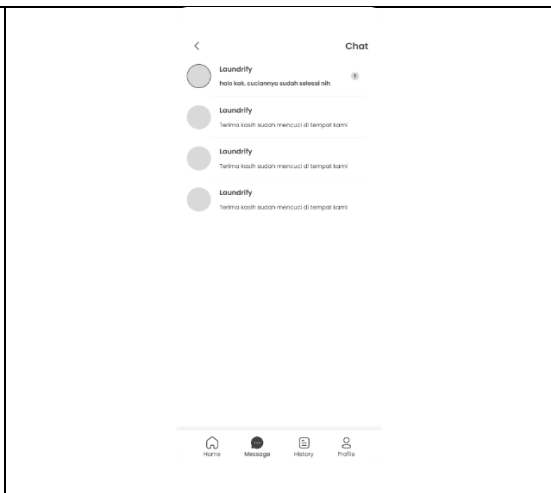 Chat
Laundrify
halo kak, cuciannya sudah selesai nih
1
Laundrify
Terima kasih sudah mencuci di tempat kami
Laundrify
Terima kasih sudah mencuci di tempat kami
Laundrify
Terima kasih sudah mencuci di tempat kami
Home Message History Profile